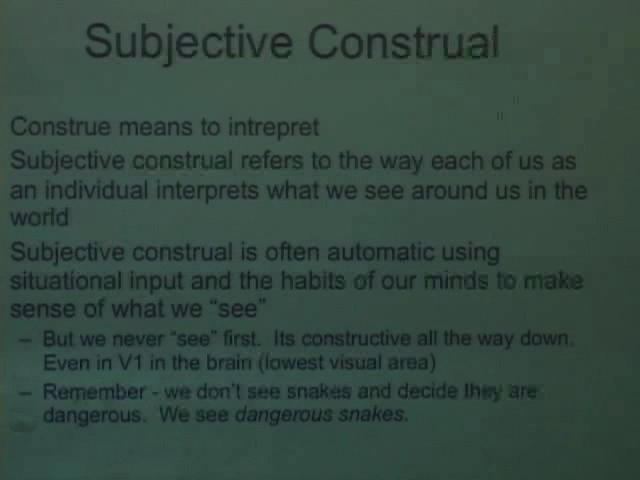 Subjective Construal
Construe means to intrepret
Subjective construal refers to the way each of us as
an individual interprets what we see around us in the
world
Subjective construal is often automatic using
situational input and the habits of our minds to make
sense of what we “see”
– But we never “see” first. Its constructive all the way down.
Even in V1 in the brain (lowest visual area)
– Remember - we don’t see snakes and decide they are
dangerous. We see dangerous snakes.